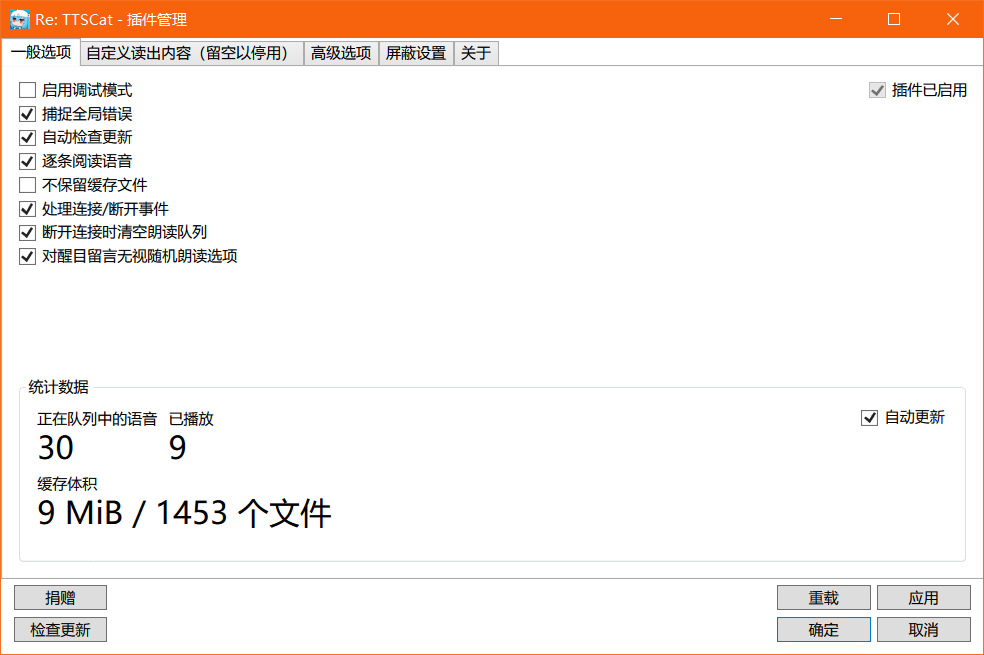 Re: TTSCat - 插件管理
一般选项 自定义读出内容（留空以停用） 高级选项 屏蔽设置 关于
启用调试模式 插件已启用
捕捉全局错误
自动检查更新
逐条阅读语音
不保留缓存文件
处理连接/断开事件
断开连接时清空朗读队列
对醒目留言无视随机朗读选项
统计数据
正在队列中的语音 已播放 自动更新
30 9
缓存体积
9 MiB / 1453 个文件
捐赠 重载 应用
检查更新 确定 取消